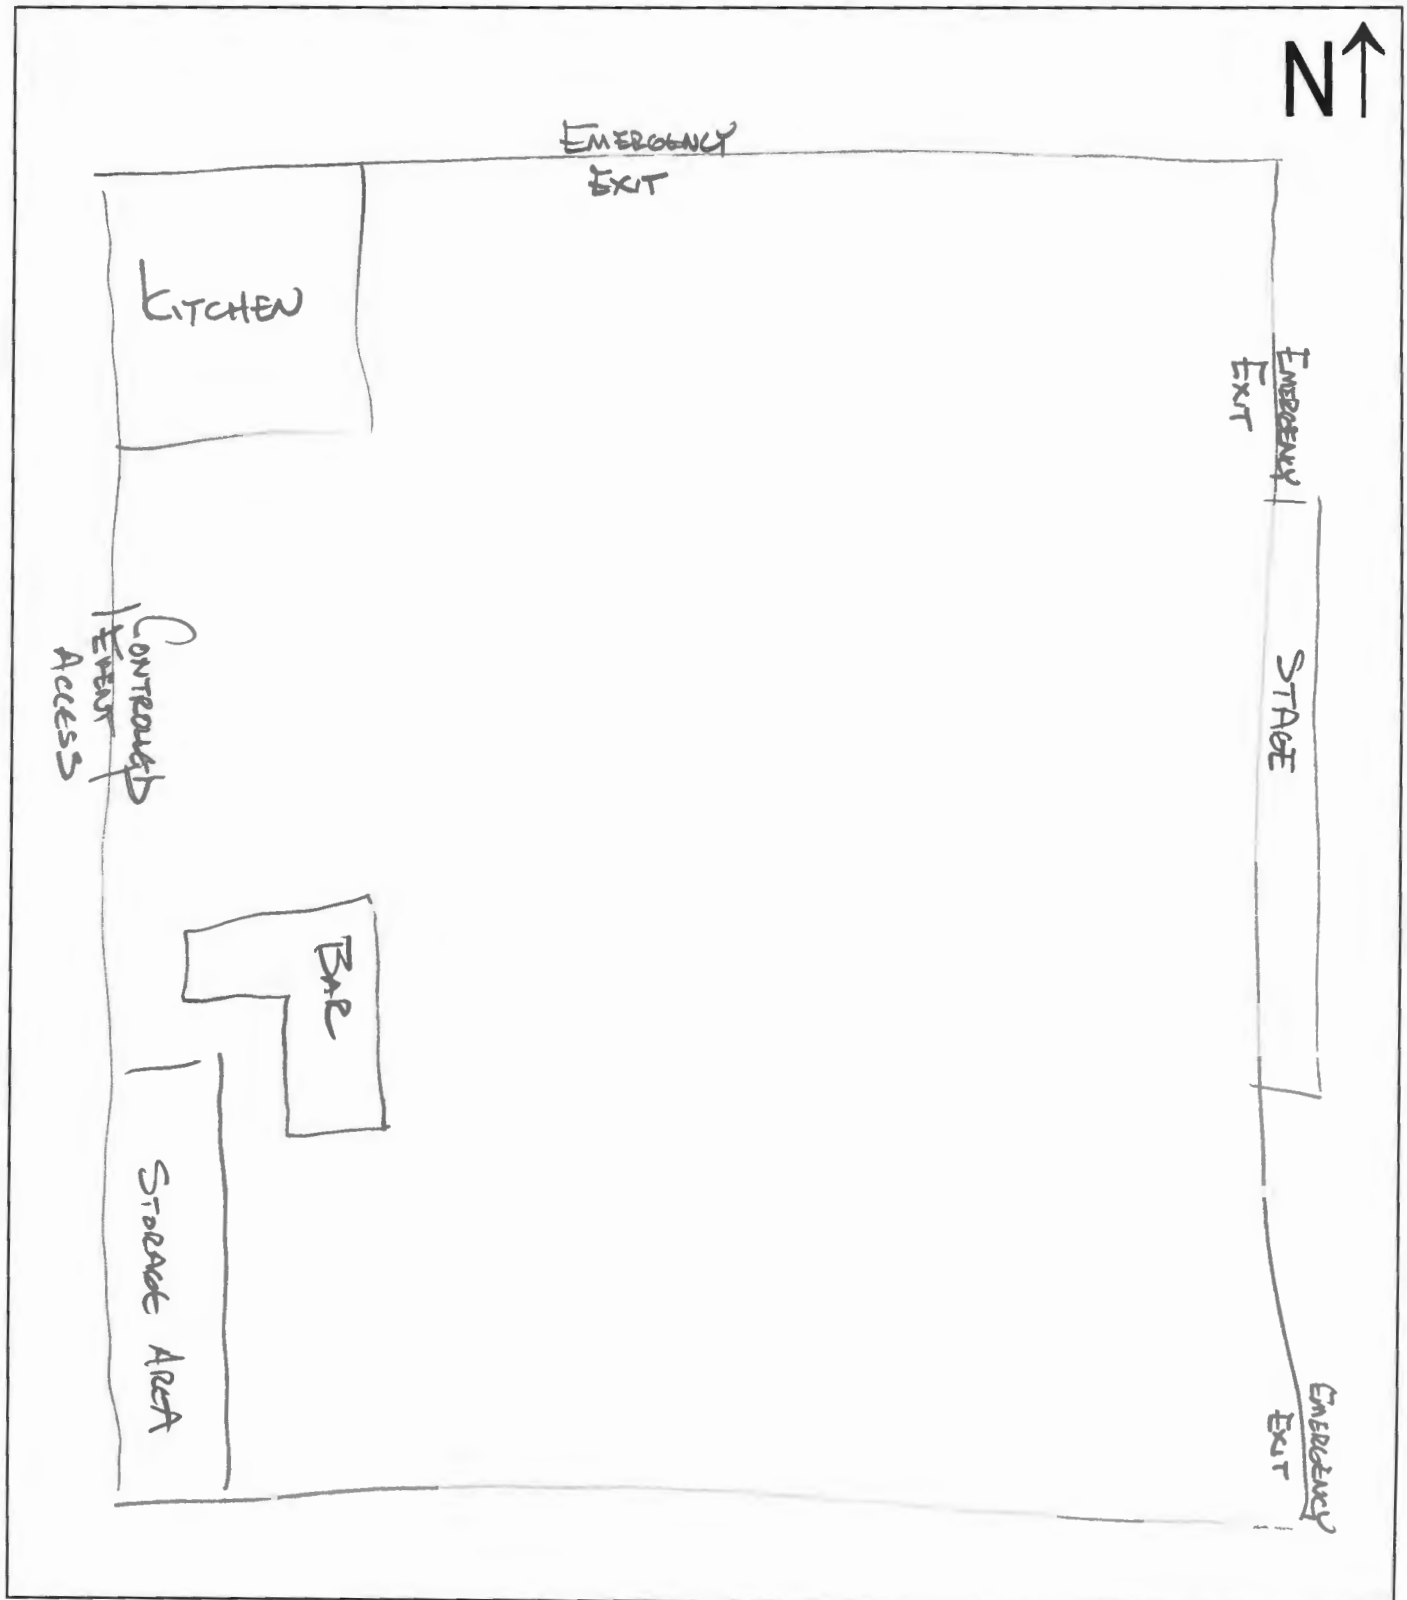 N
EMERGENCY
EXIT
KITCHEN
EMERGENCY
EXIT
CONTROLLED
EVENT
ACCESS
STAGE
BAR
STORAGE AREA
EMERGENCY
EXIT